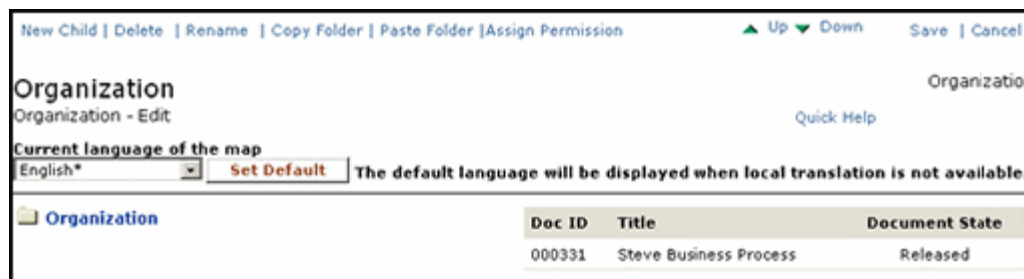 New Child | Delete | Rename | Copy Folder | Paste Folder |Assign Permission Up Down Save | Cancel
Organization Organizatio
Organization - Edit Quick Help
Current language of the map
English* Set Default The default language will be displayed when local translation is not available
Organization Doc ID Title Document State
000331 Steve Business Process Released